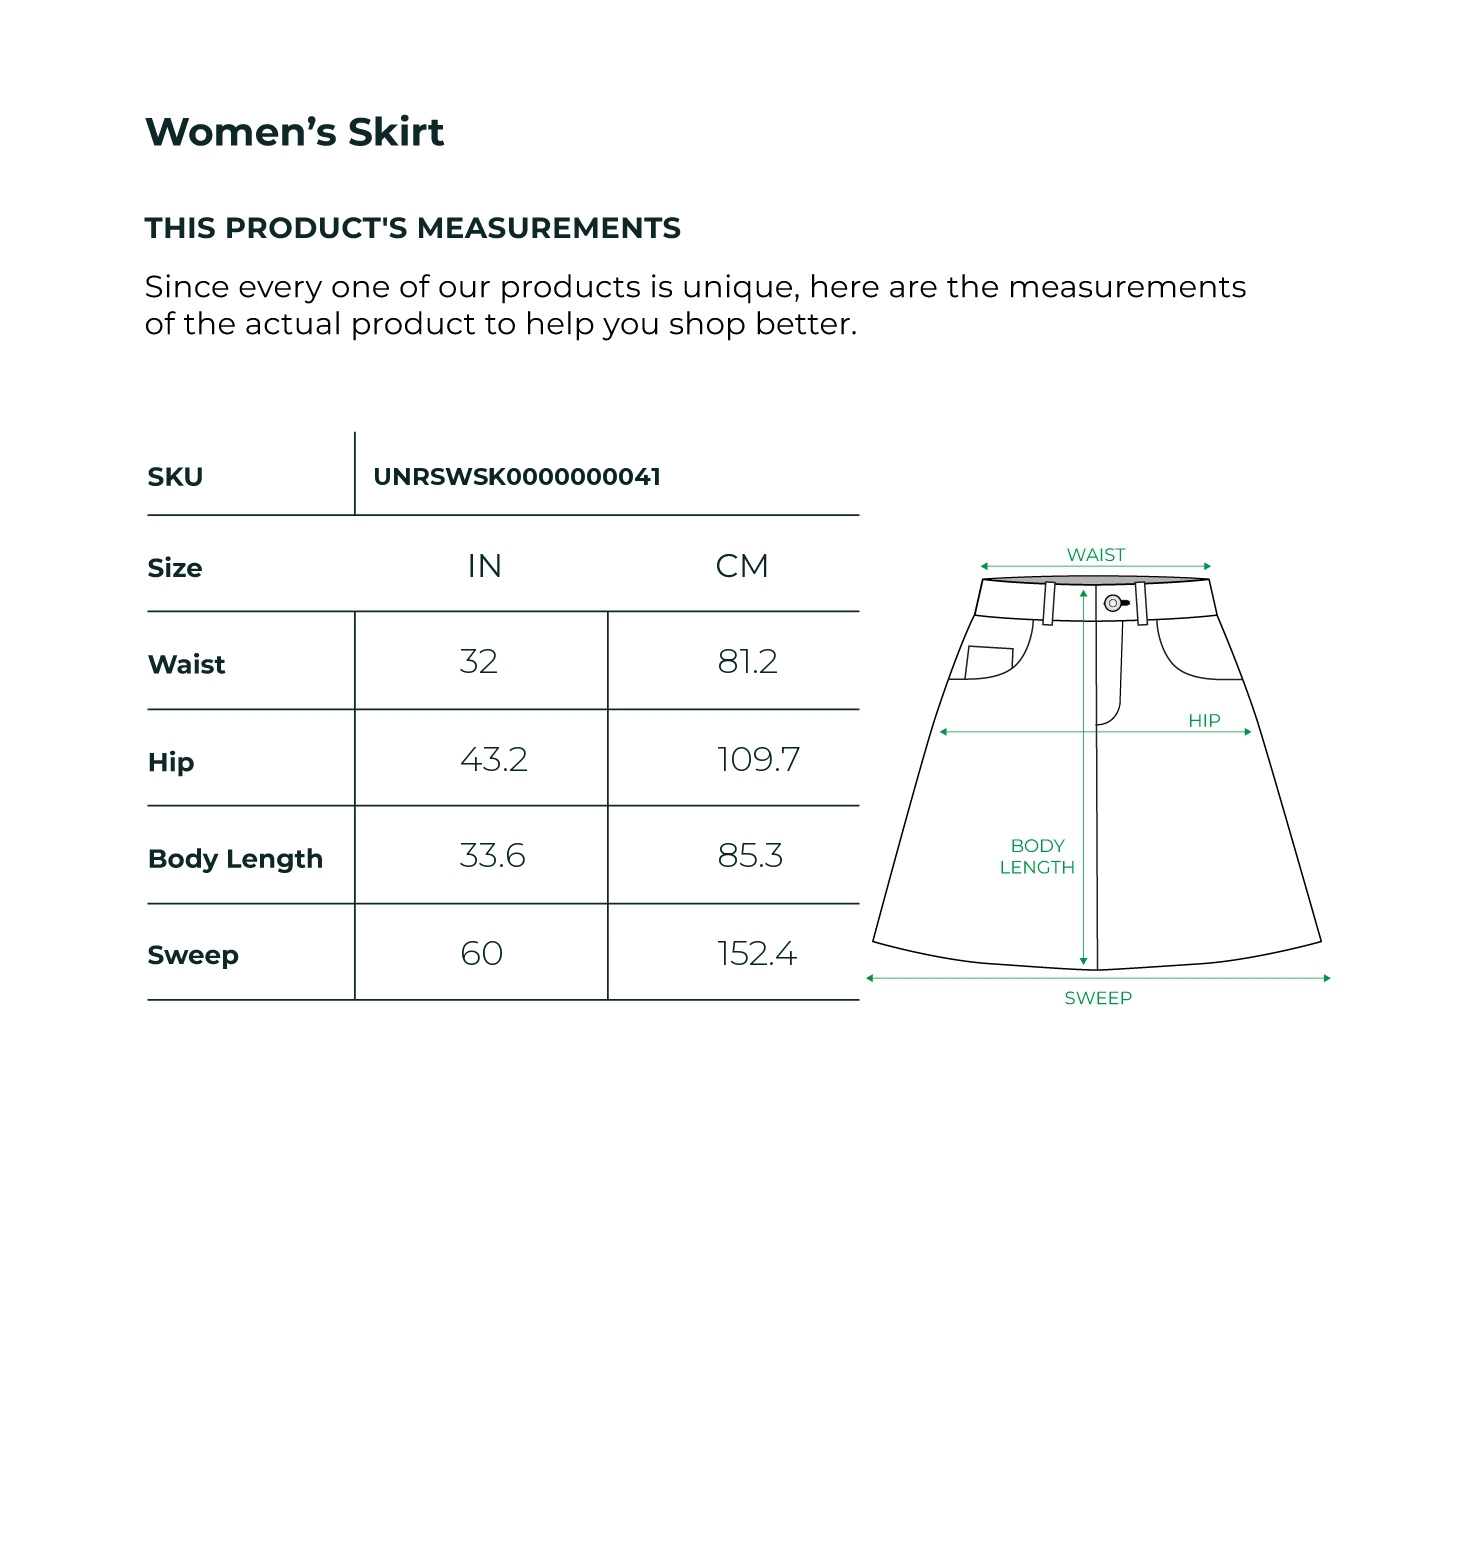 Women’s Skirt
THIS PRODUCT'S MEASUREMENTS
Since every one of our products is unique, here are the measurements
of the actual product to help you shop better.
SKU UNRSWSK0000000041
Size IN CM
Waist 32 81.2
Hip 43.2 109.7
Body Length 33.6 85.3
Sweep 60 152.4
WAIST
HIP
BODY
LENGTH
SWEEP